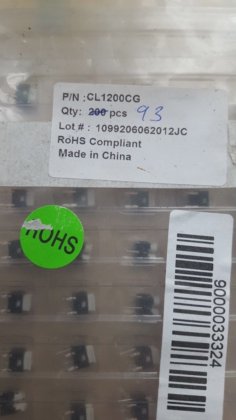 P/N :CL1200CG
Qty: 200 pcs 93
Lot # : 1099206062012JC
RoHS Compliant
Made in China
ROHS
9000033324